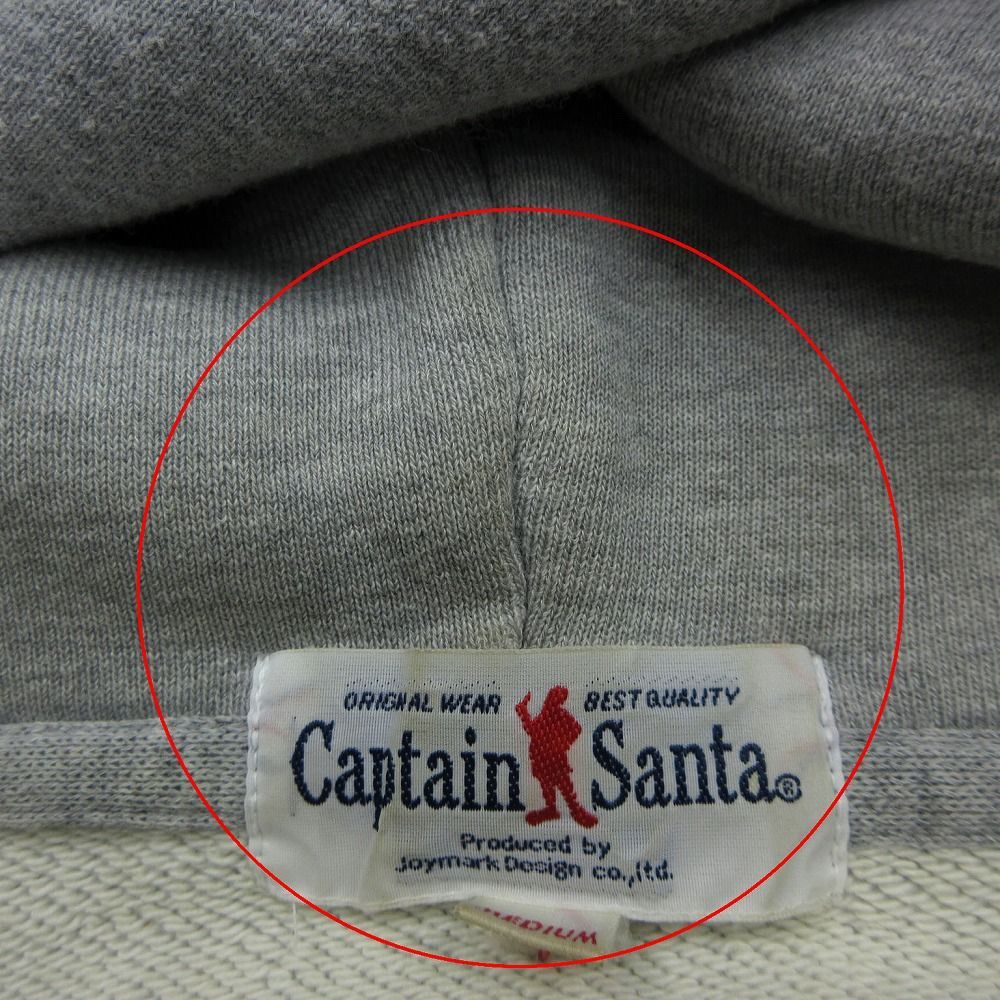 ORIGINAL WEAR BEST QUALITY
Captain Santa®
Produced by
Joymark Design co.,ltd.
MEDIUM